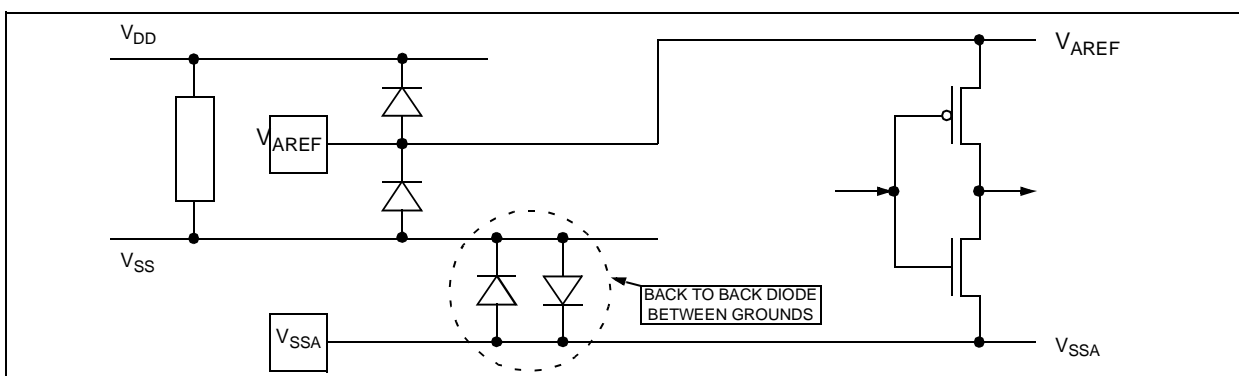 VDD
VAREF
VAREF
VSS
BACK TO BACK DIODE
BETWEEN GROUNDS
VSSA
VSSA